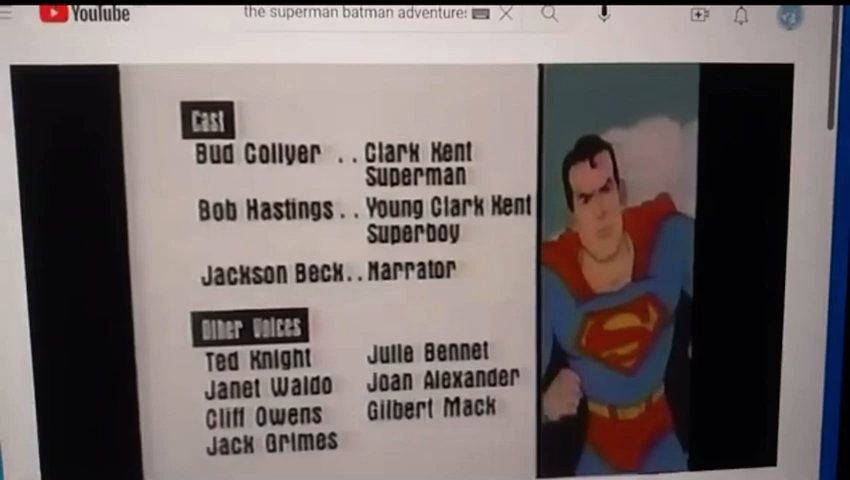 YouTube
the superman batman adventures
Cast
Bud Collyer .. Clark Kent
Superman
Bob Hastings .. Young Clark Kent
Superboy
Jackson Beck .. Narrator
Other Voices
Ted Knight
Janet Waldo
Cliff Owens
Jack Grimes
Julie Bennet
Joan Alexander
Gilbert Mack